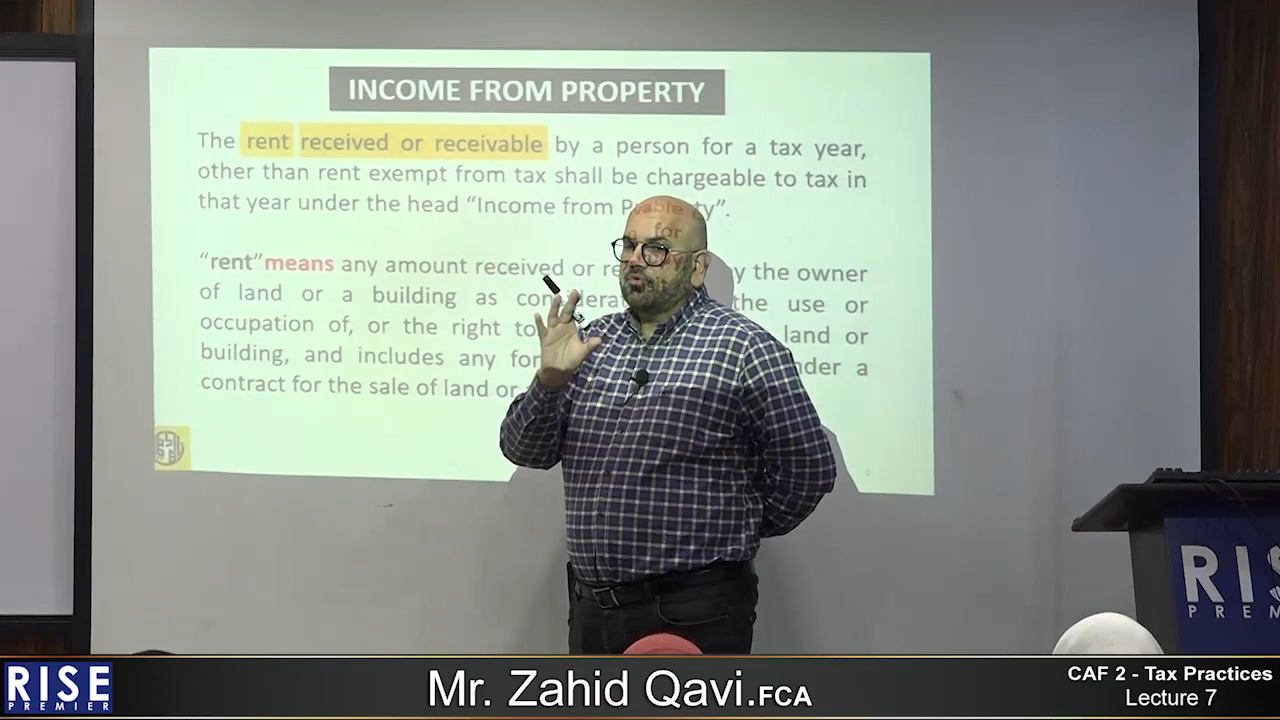 INCOME FROM PROPERTY
The rent received or receivable by a person for a tax year,
other than rent exempt from tax shall be chargeable to tax in
that year under the head “Income from P ty”.
“rent”means any amount received or y the owner
of land or a building as the use or
occupation of, or the right to land or
building, and includes any for under a
contract for the sale of land or
RIS
PREM
RISE
PREMIER
Mr. Zahid Qavi.FCA
CAF 2 - Tax Practices
Lecture 7